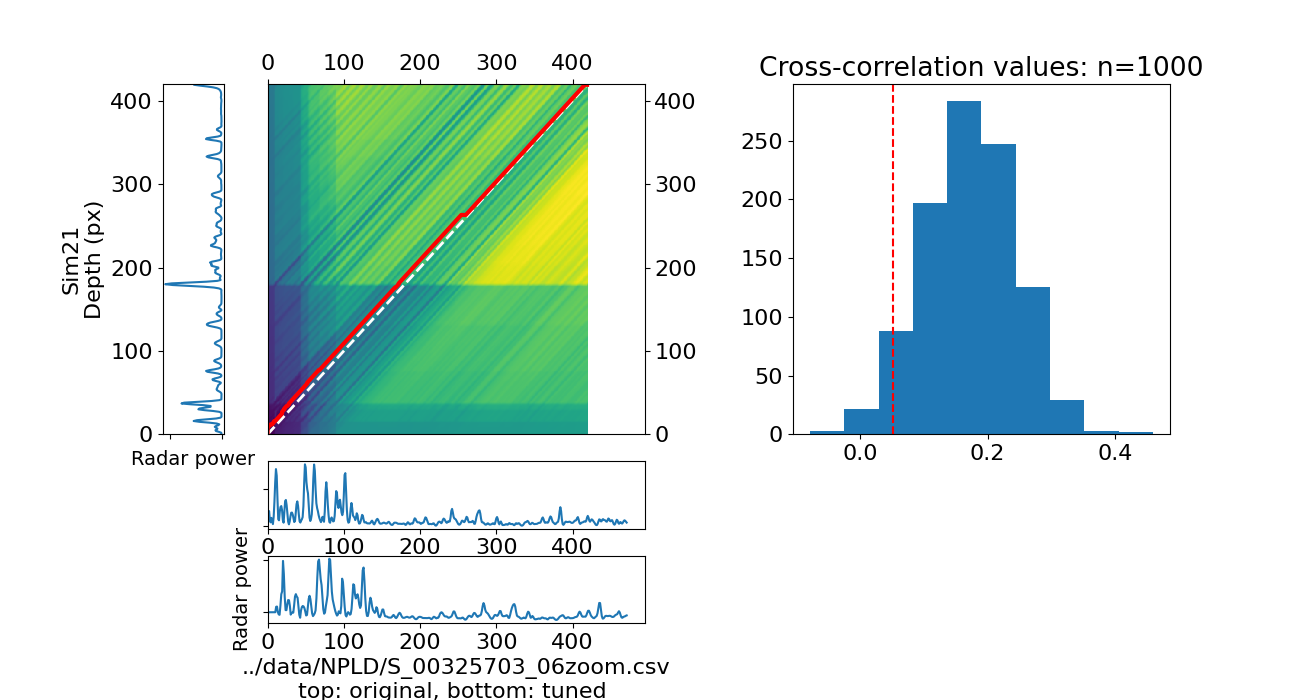 0 100 200 300 400
Cross-correlation values: n=1000
400
300
200
100
0
Sim21
Depth (px)
Radar power
400
300
200
100
0
250
200
150
100
50
0
0.0 0.2 0.4
0 100 200 300 400
Radar power
0 100 200 300 400
../data/NPLD/S_00325703_06zoom.csv
top: original, bottom: tuned